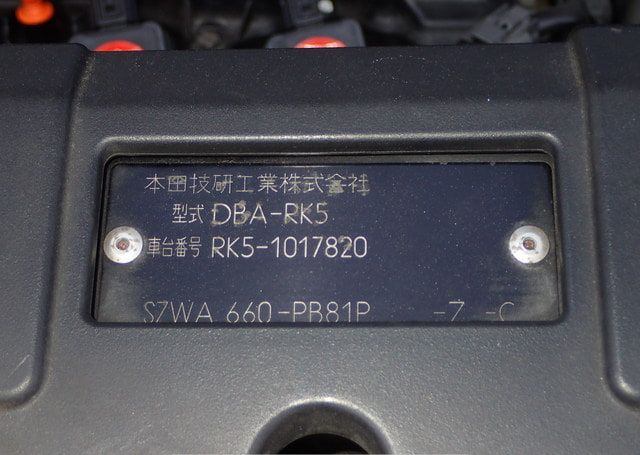 本田技研工業株式会社
型式 DBA-RK5
車台番号 RK5-1017820
SZWA 660-PB81P -Z -C